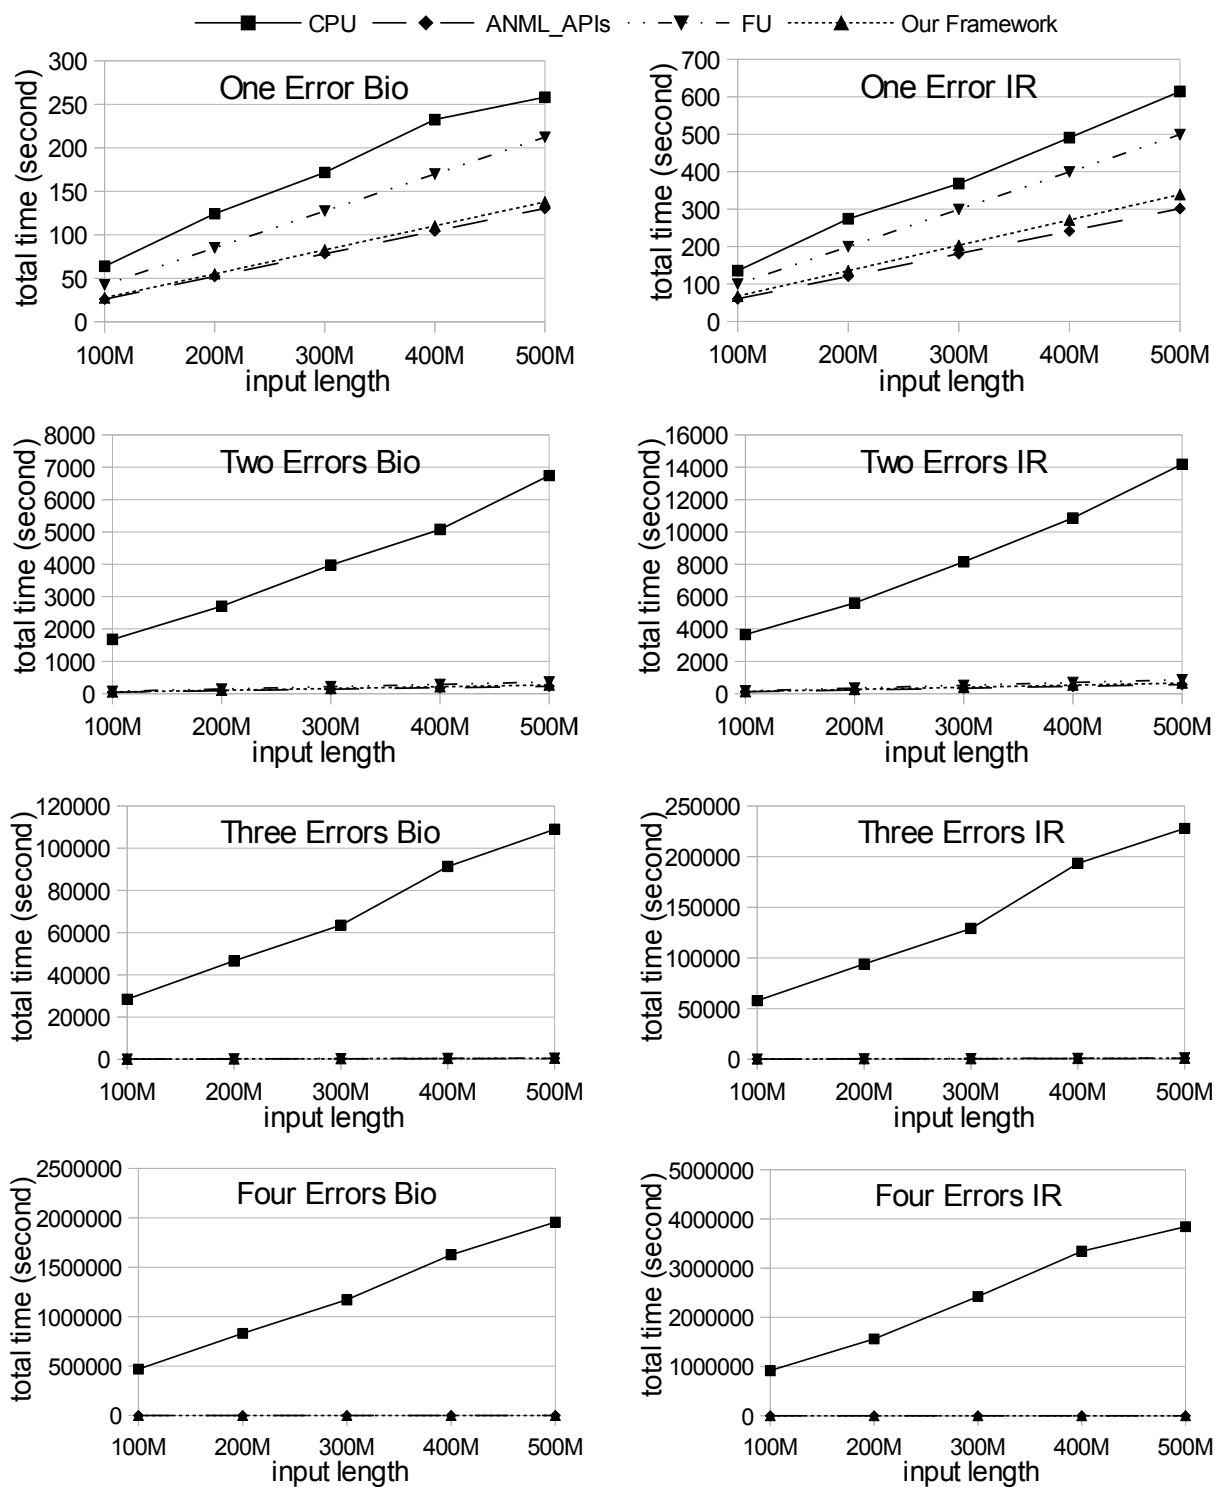 CPU ANML_APIs FU Our Framework
One Error Bio
total time (second)
300
250
200
150
100
50
0
100M 200M 300M 400M 500M
input length
One Error IR
total time (second)
700
600
500
400
300
200
100
0
100M 200M 300M 400M 500M
input length
Two Errors Bio
total time (second)
8000
7000
6000
5000
4000
3000
2000
1000
0
100M 200M 300M 400M 500M
input length
Two Errors IR
total time (second)
16000
14000
12000
10000
8000
6000
4000
2000
0
100M 200M 300M 400M 500M
input length
Three Errors Bio
total time (second)
120000
100000
80000
60000
40000
20000
0
100M 200M 300M 400M 500M
input length
Three Errors IR
total time (second)
250000
200000
150000
100000
50000
0
100M 200M 300M 400M 500M
input length
Four Errors Bio
total time (second)
2500000
2000000
1500000
1000000
500000
0
100M 200M 300M 400M 500M
input length
Four Errors IR
total time (second)
5000000
4000000
3000000
2000000
1000000
0
100M 200M 300M 400M 500M
input length